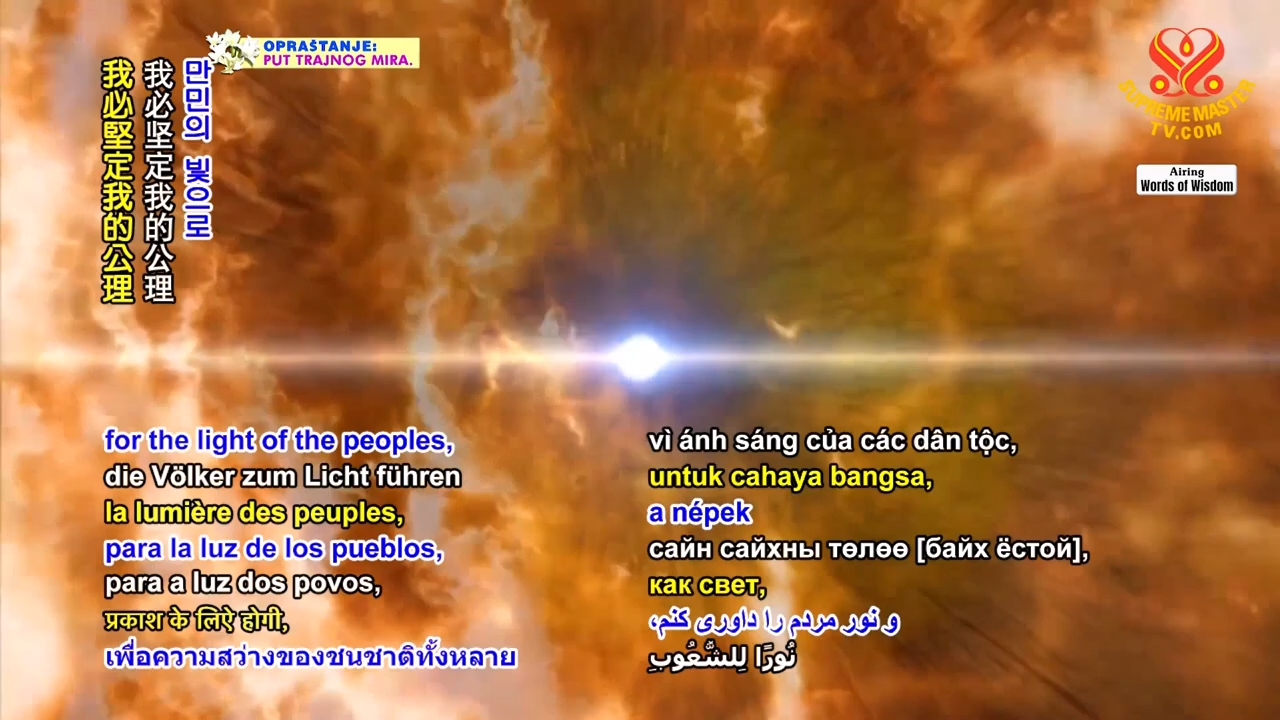 OPRAŠTANJE:
PUT TRAJNOG MIRA.
SUPREME MASTER
TV.COM
Airing
Words of Wisdom
만민의 빛으로
我必坚定我的公理
我必堅定我的公理
for the light of the peoples,
die Völker zum Licht führen
la lumière des peuples,
para la luz de los pueblos,
para a luz dos povos,
प्रकाश के लिऐ होगी,
เพื่อความสว่างของชนชาติทั้งหลาย
vì ánh sáng của các dân tộc,
untuk cahaya bangsa,
a népek
сайн сайхны төлөө [байх ёстой],
как свет,
و نور مردم را داوری کنم،
نُورًا لِلشُّعُوبِ